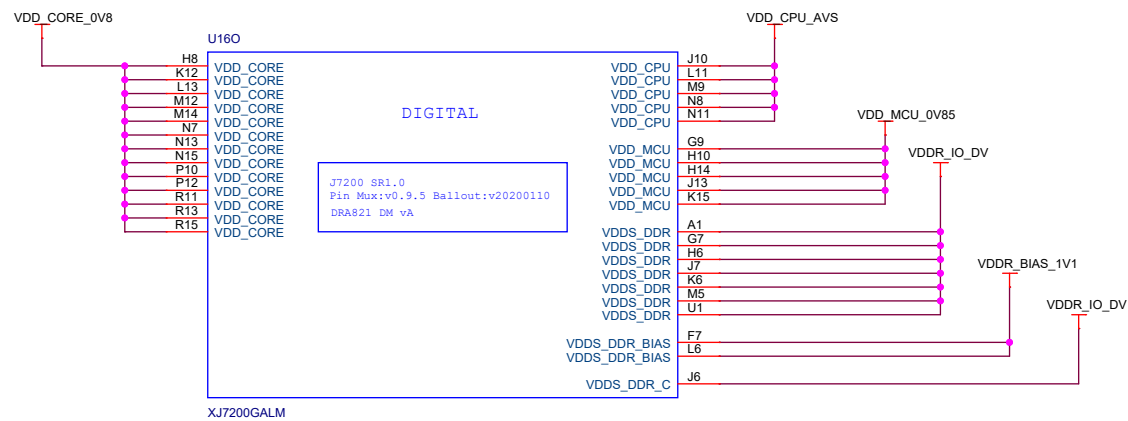 VDD_CORE_0V8
VDD_CPU_AVS
U16O
H8 VDD_CORE
K12 VDD_CORE
L13 VDD_CORE
M12 VDD_CORE
M14 VDD_CORE
N7 VDD_CORE
N13 VDD_CORE
N15 VDD_CORE
P10 VDD_CORE
P12 VDD_CORE
R11 VDD_CORE
R13 VDD_CORE
R15 VDD_CORE
DIGITAL
J7200 SR1.0
Pin Mux:v0.9.5 Ballout:v20200110
DRA821 DM vA
VDD_CPU J10
VDD_CPU L11
VDD_CPU M9
VDD_CPU N8
VDD_CPU N11
VDD_MCU_0V85
VDD_MCU G9
VDD_MCU H10
VDD_MCU H14
VDD_MCU J13
VDD_MCU K15
VDDR_IO_DV
VDDS_DDR A1
VDDS_DDR G7
VDDS_DDR H6
VDDS_DDR J7
VDDS_DDR K6
VDDS_DDR M5
VDDS_DDR U1
VDDR_BIAS_1V1
VDDS_DDR_BIAS F7
VDDS_DDR_BIAS L6
VDDR_IO_DV
VDDS_DDR_C J6
XJ7200GALM